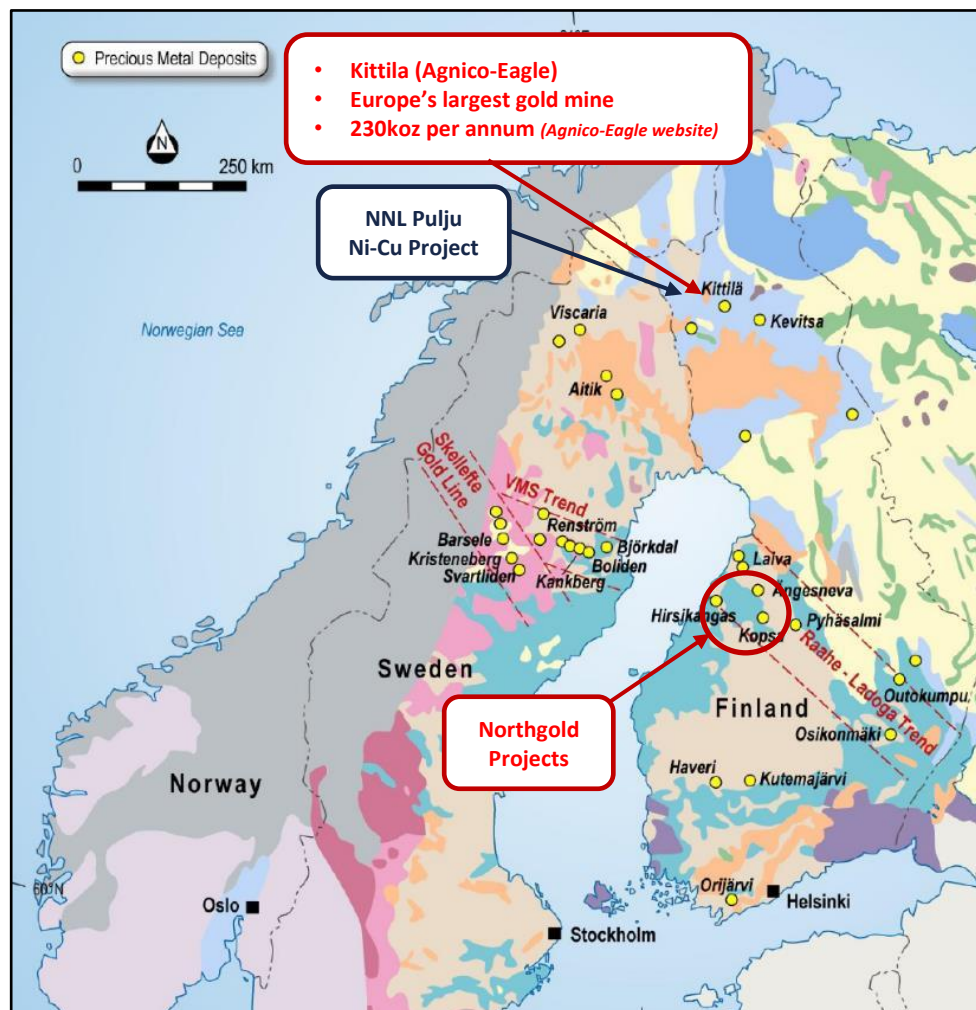 Precious Metal Deposits
• Kittila (Agnico-Eagle)
• Europe's largest gold mine
• 230koz per annum (Agnico-Eagle website)
N
0 250 km
NNL Pulju
Ni-Cu Project
Norwegian Sea
Kittilä
Kevitsa
Viscaria
Aitik
Skellefte
Gold Line
VMS Trend
Renström
Barsele
Björkdal
Kristeneberg
Boliden
Svartliden
Kankberg
Laiva
Ängesneva
Hirsikangas
Pyhäsalmi
Kopsa
Raahe - Ladoga Trend
Sweden
Outokumpu
Finland
Osikonmäki
Northgold
Projects
Norway
Haveri
Kutemajärvi
60°N
Orijärvi
Helsinki
Oslo
Stockholm